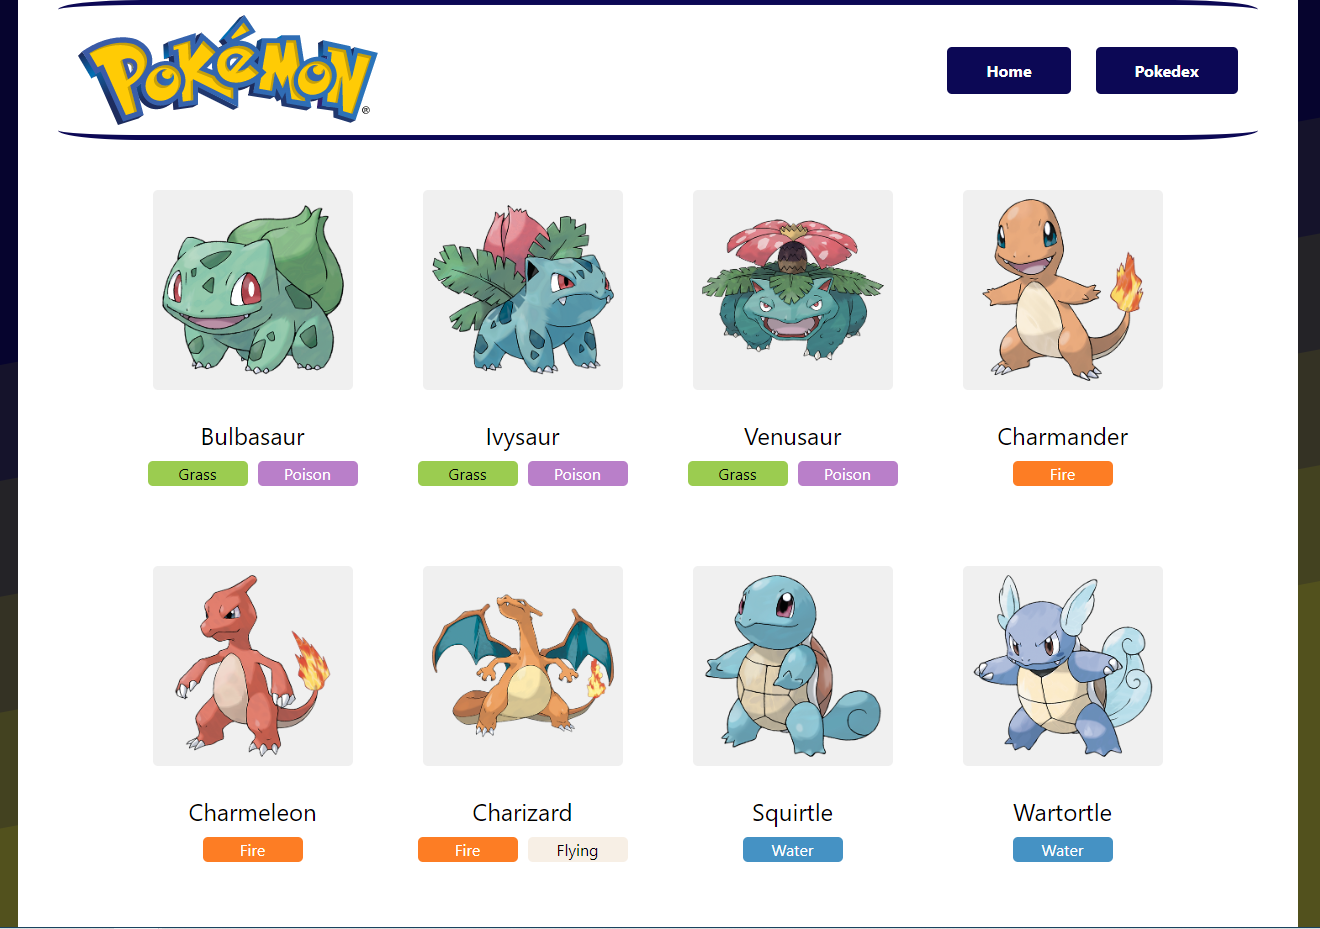 POKéMON®
Home Pokedex
Bulbasaur Ivysaur Venusaur Charmander
Grass Poison Grass Poison Grass Poison Fire
Charmeleon Charizard Squirtle Wartortle
Fire Fire Flying Water Water